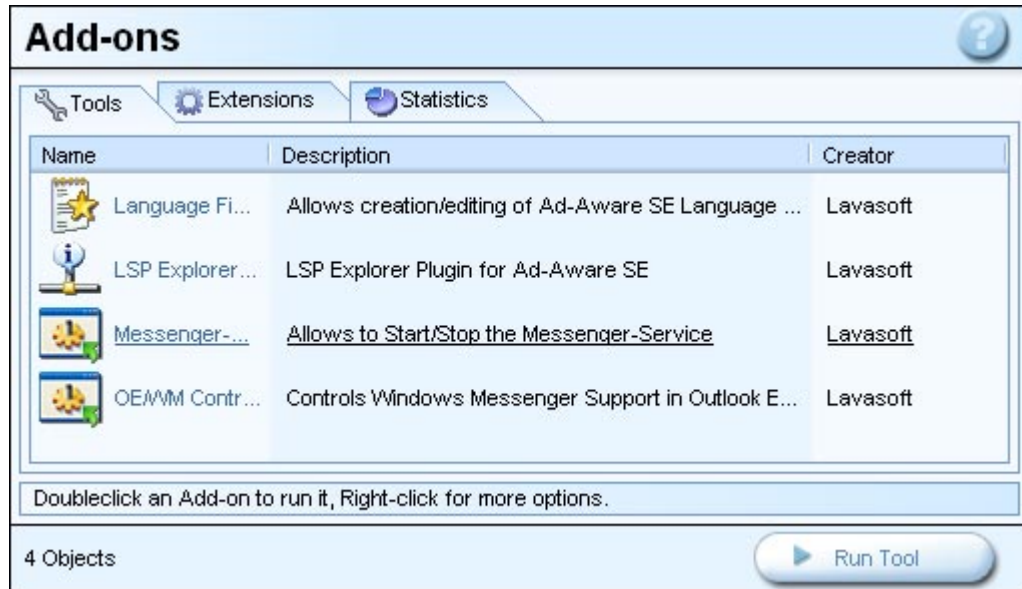 Add-ons
?
Tools Extensions Statistics
Name Description Creator
Language Fi... Allows creation/editing of Ad-Aware SE Language ... Lavasoft
LSP Explorer... LSP Explorer Plugin for Ad-Aware SE Lavasoft
Messenger-... Allows to Start/Stop the Messenger-Service Lavasoft
OE/WM Contr... Controls Windows Messenger Support in Outlook E... Lavasoft
Doubleclick an Add-on to run it, Right-click for more options.
4 Objects Run Tool